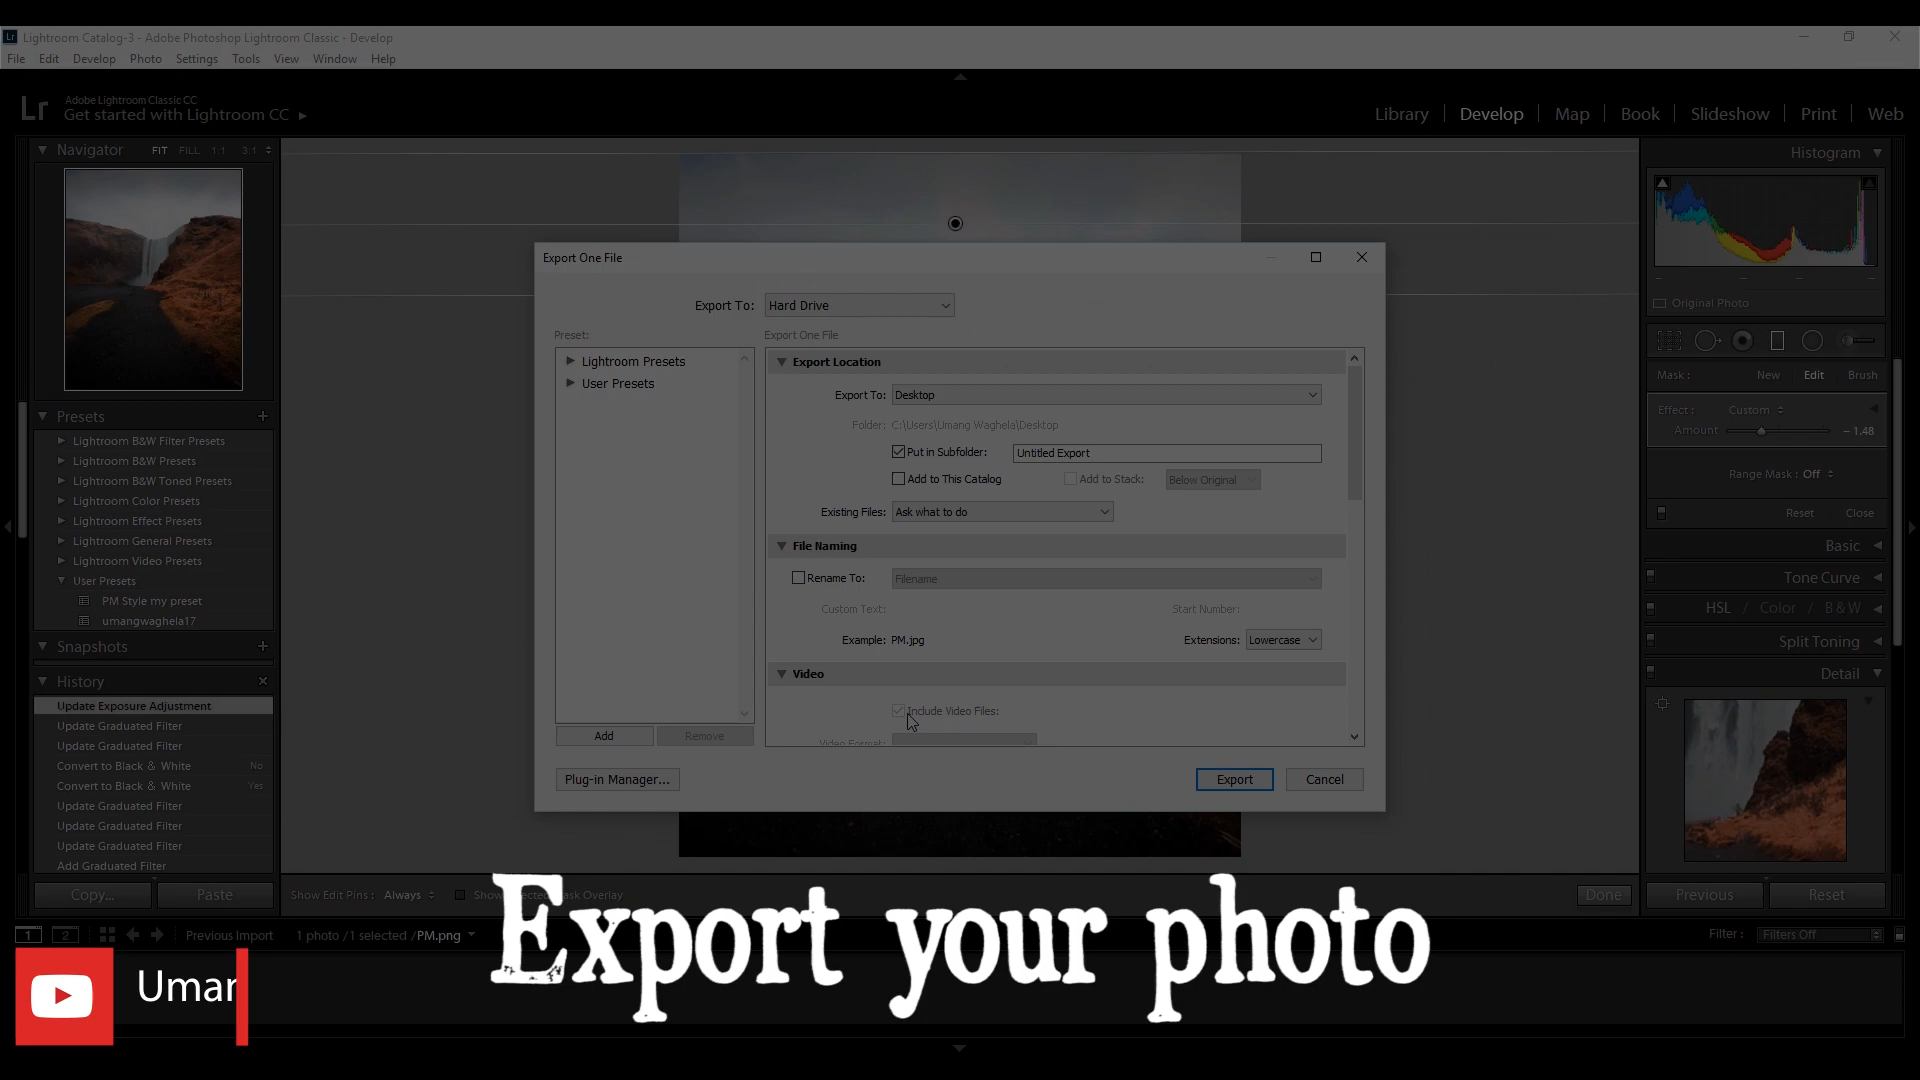 Lightroom Catalog-3 - Adobe Photoshop Lightroom Classic - Develop
File Edit Develop Photo Settings Tools View Window Help
Lr Adobe Lightroom Classic CC
Get started with Lightroom CC
Library Develop Map Book Slideshow Print Web
Navigator FIT FILL 1:1 3:1
Histogram
Original Photo
Mask : New Edit Brush
Effect : Custom
Amount - 1.48
Range Mask : Off
Reset Close
Basic
Tone Curve
HSL / Color / B & W
Split Toning
Detail
Presets
Lightroom B&W Filter Presets
Lightroom B&W Presets
Lightroom B&W Toned Presets
Lightroom Color Presets
Lightroom Effect Presets
Lightroom General Presets
Lightroom Video Presets
User Presets
PM Style my preset
umangwaghela17
Snapshots
History
Update Exposure Adjustment
Update Graduated Filter
Update Graduated Filter
Convert to Black & White No
Convert to Black & White Yes
Update Graduated Filter
Update Graduated Filter
Update Graduated Filter
Add Graduated Filter
Copy... Paste
Export One File
Export To: Hard Drive
Preset: Export One File
Lightroom Presets
User Presets
Export Location
Export To: Desktop
Folder: C:\Users\Umang Waghela\Desktop
Put in Subfolder: Untitled Export
Add to This Catalog Add to Stack: Below Original
Existing Files: Ask what to do
File Naming
Rename To: Filename
Custom Text: Start Number:
Example: PM.jpg Extensions: Lowercase
Video
Include Video Files:
Video Format:
Add Remove
Plug-in Manager... Export Cancel
Show Edit Pins : Always Done
Previous Reset
1 2 Previous Import 1 photo / 1 selected / PM.png
Filter : Filters Off
Export your photo
Umar